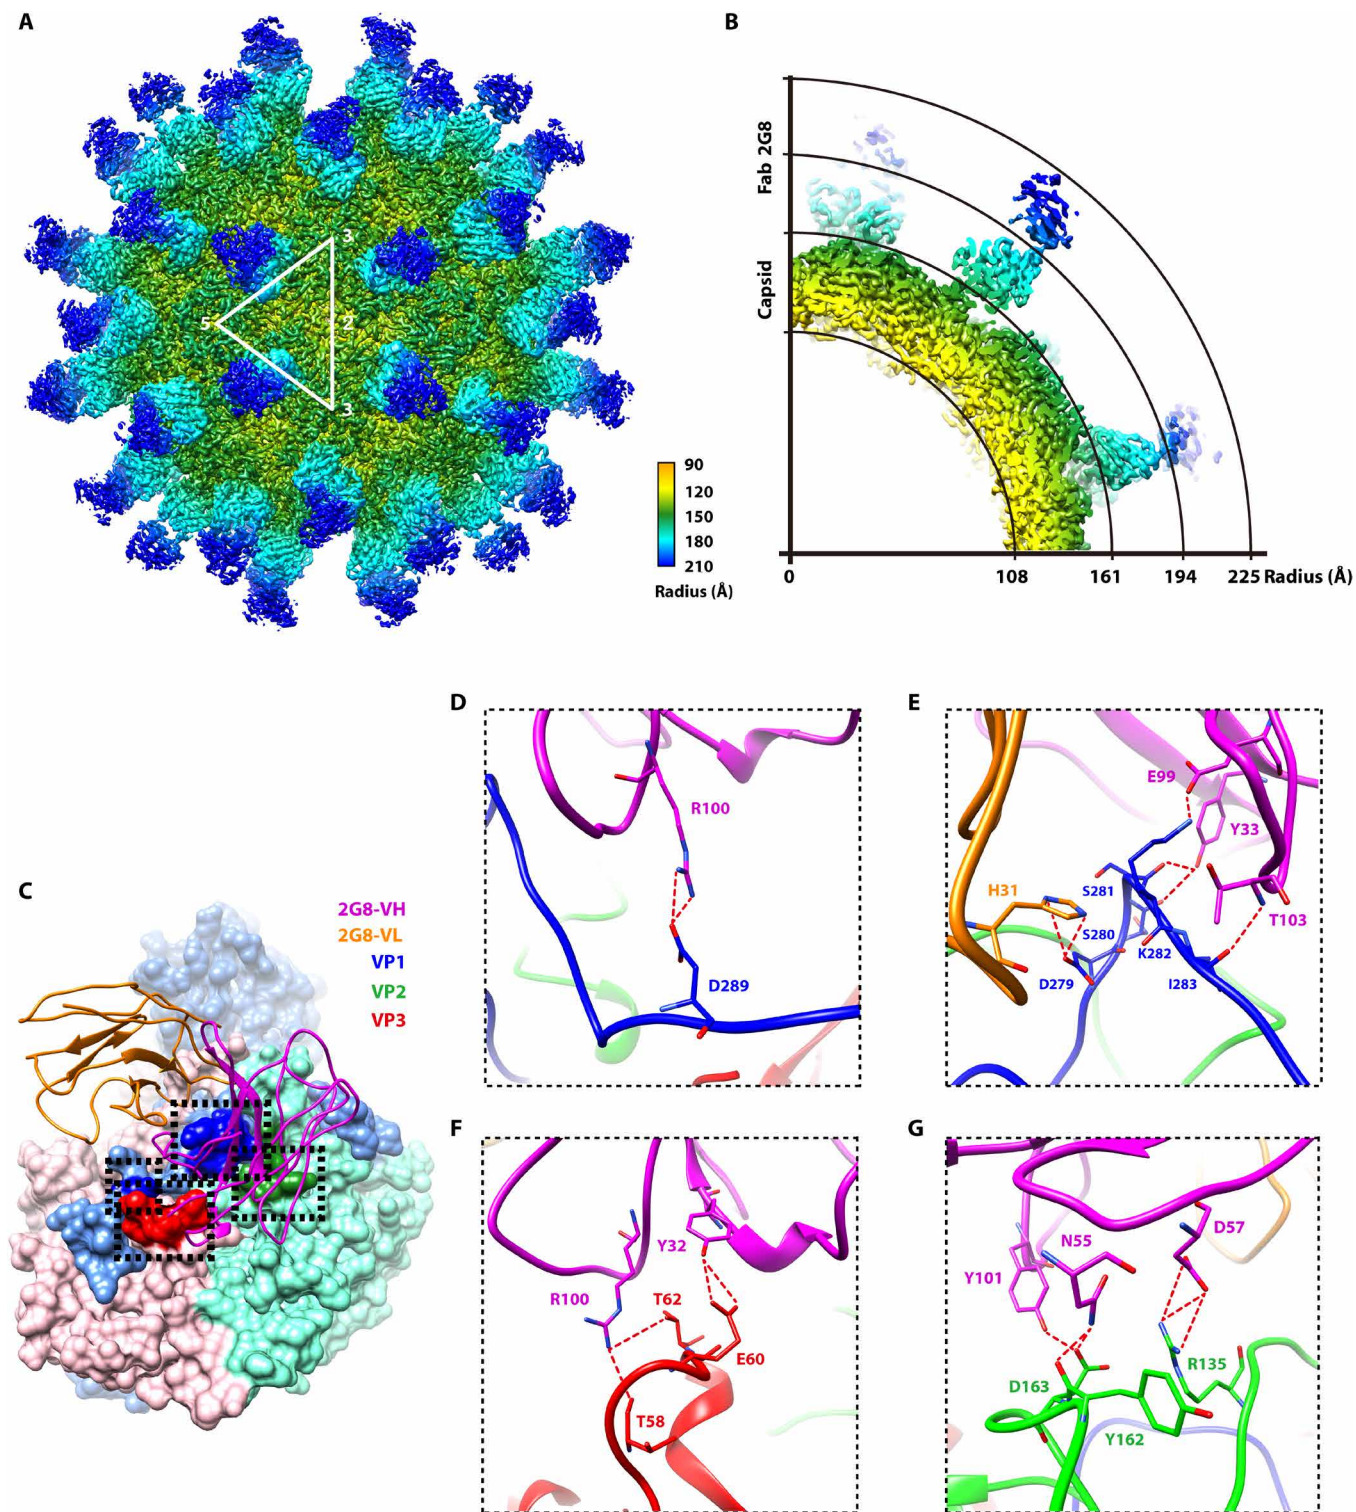 A
B
3
5
2
3
90
120
150
180
210
Radius (Å)
Fab 2G8
Capsid
0
108
161
194
225 Radius (Å)
C
2G8-VH
2G8-VL
VP1
VP2
VP3
D
R100
D289
E
E99
Y33
H31
S281
T103
S280
K282
D279
I283
F
Y32
R100
T62
E60
T58
G
D57
N55
Y101
R135
D163
Y162